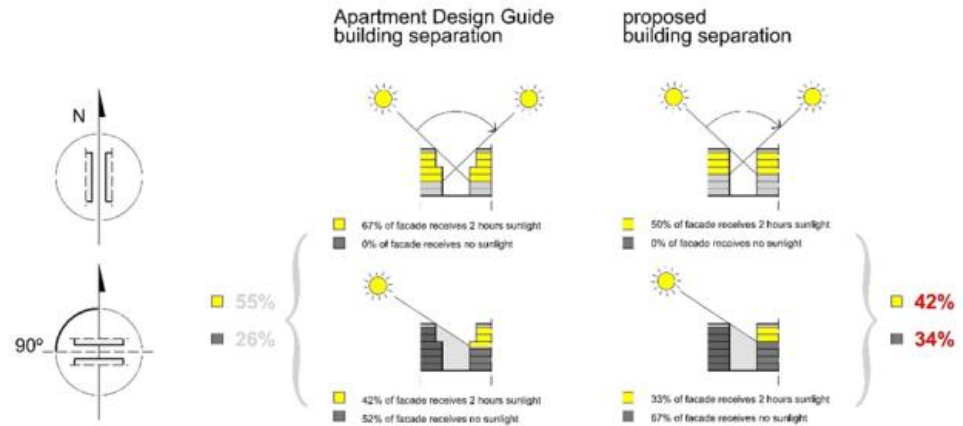 Apartment Design Guide
building separation
proposed
building separation
N
67% of facade receives 2 hours sunlight
0% of facade receives no sunlight
50% of facade receives 2 hours sunlight
0% of facade receives no sunlight
55%
26%
42%
34%
90º
42% of facade receives 2 hours sunlight
52% of facade receives no sunlight
33% of facade receives 2 hours sunlight
67% of facade receives no sunlight